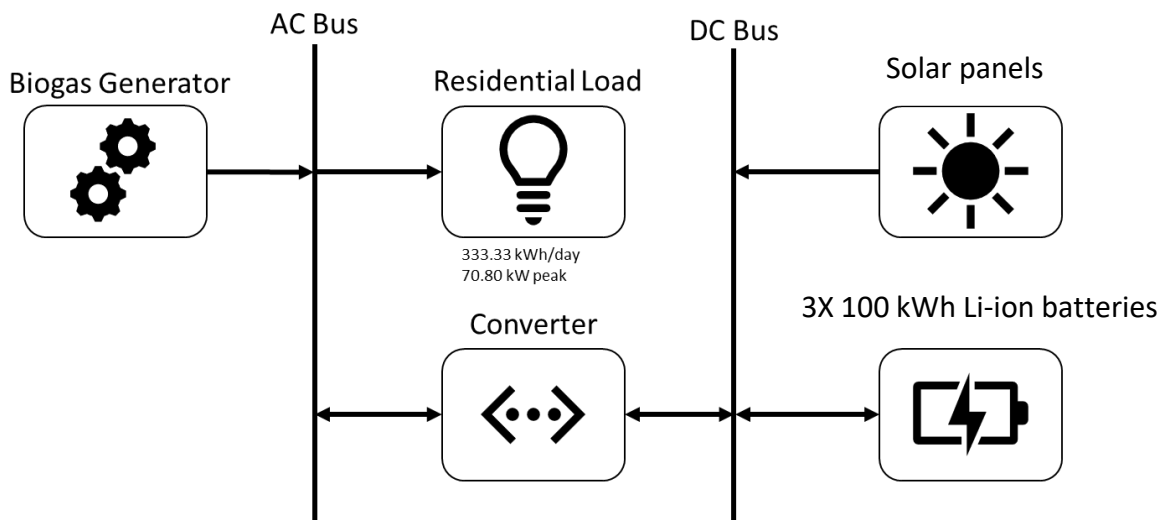 AC Bus
DC Bus
Biogas Generator
Residential Load
Solar panels
333.33 kWh/day
70.80 kW peak
Converter
3X 100 kWh Li-ion batteries